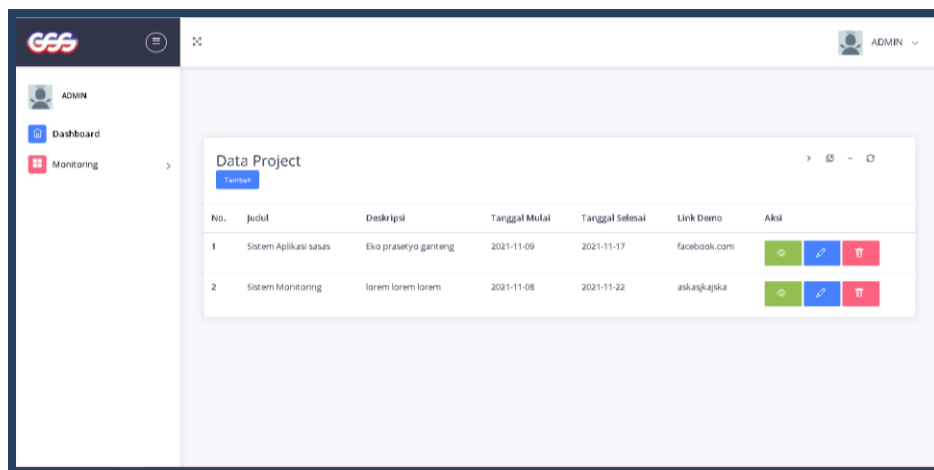 GSS
ADMIN
ADMIN
Dashboard
Monitoring
Data Project
Tambah
No. Judul Deskripsi Tanggal Mulai Tanggal Selesai Link Demo Aksi
1 Sistem Aplikasi sasas Eko prasetyo ganteng 2021-11-09 2021-11-17 facebook.com
2 Sistem Monitoring lorem lorem lorem 2021-11-08 2021-11-22 askasjkajska